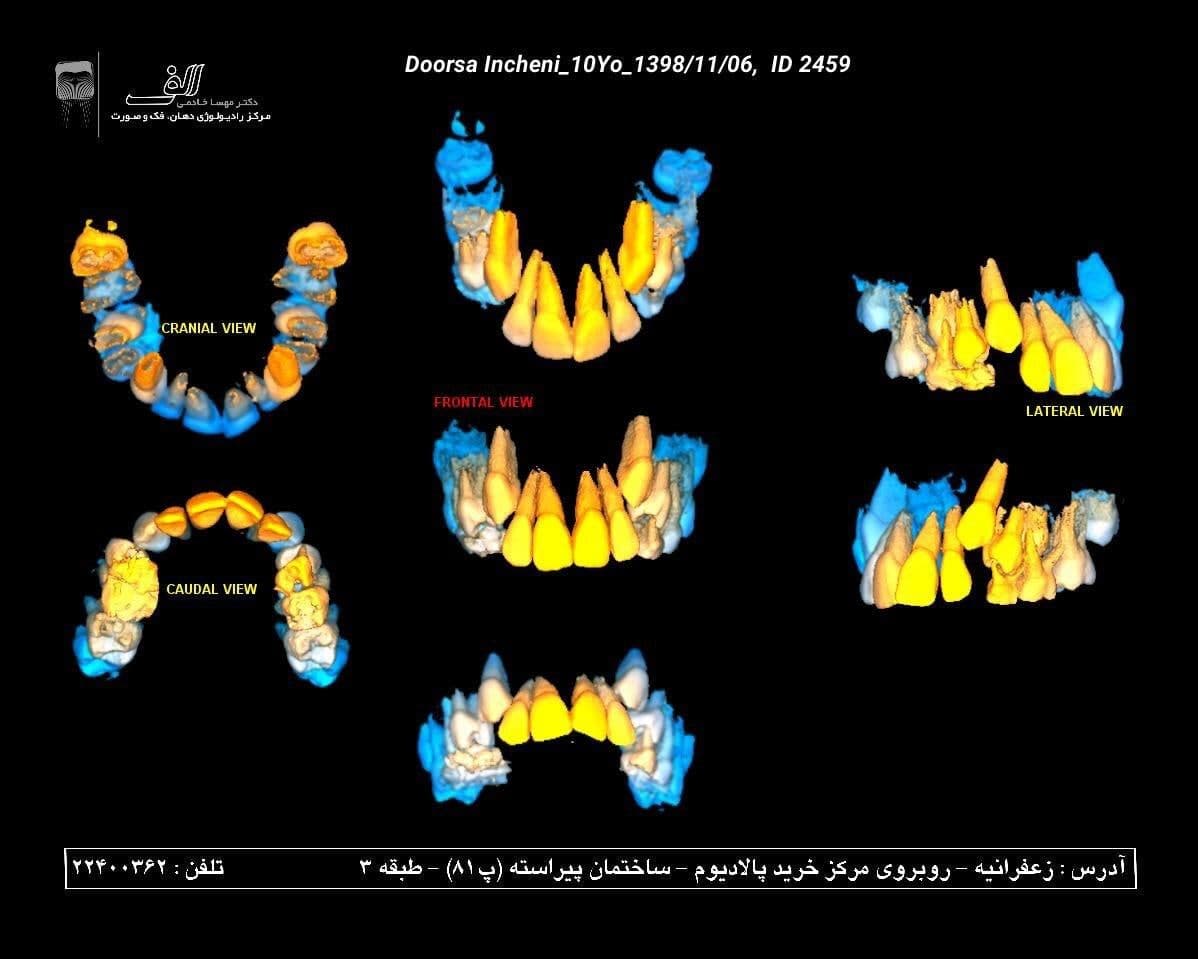 Doorsa Incheni_10Yo_1398/11/06,  ID 2459
الف
دکتر مهسا خادمی
مرکز رادیولوژی دهان، فک و صورت
CRANIAL VIEW
FRONTAL VIEW
LATERAL VIEW
CAUDAL VIEW
آدرس : زعفرانیه – روبروی مرکز خرید پالادیوم – ساختمان پیراسته (پ۸۱) – طبقه ۳
تلفن : ۲۲۴۰۰۳۶۲